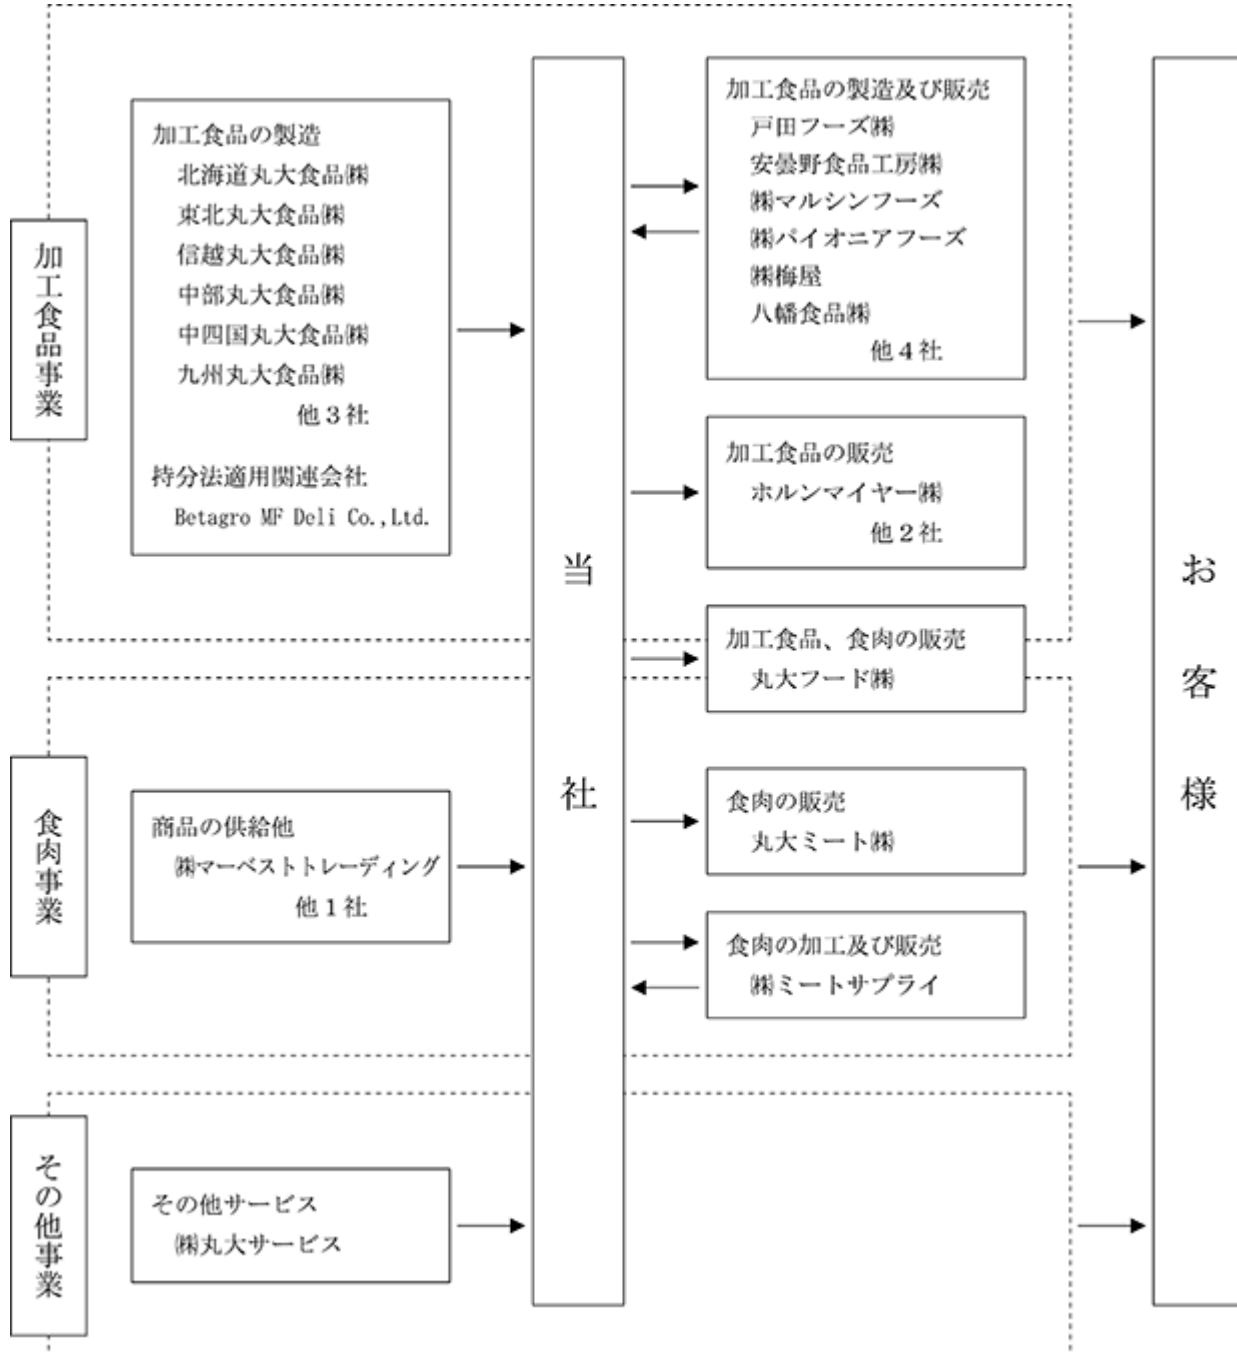 加工食品事業
加工食品の製造
北海道丸大食品㈱
東北丸大食品㈱
信越丸大食品㈱
中部丸大食品㈱
中四国丸大食品㈱
九州丸大食品㈱
他３社
持分法適用関連会社
Betagro MF Deli Co.,Ltd.
加工食品の製造及び販売
戸田フーズ㈱
安曇野食品工房㈱
㈱マルシンフーズ
㈱パイオニアフーズ
㈱梅屋
八幡食品㈱
他４社
加工食品の販売
ホルンマイヤー㈱
他２社
加工食品、食肉の販売
丸大フード㈱
食肉事業
商品の供給他
㈱マーベストトレーディング
他１社
食肉の販売
丸大ミート㈱
食肉の加工及び販売
㈱ミートサプライ
その他事業
その他サービス
㈱丸大サービス
当社
お客様